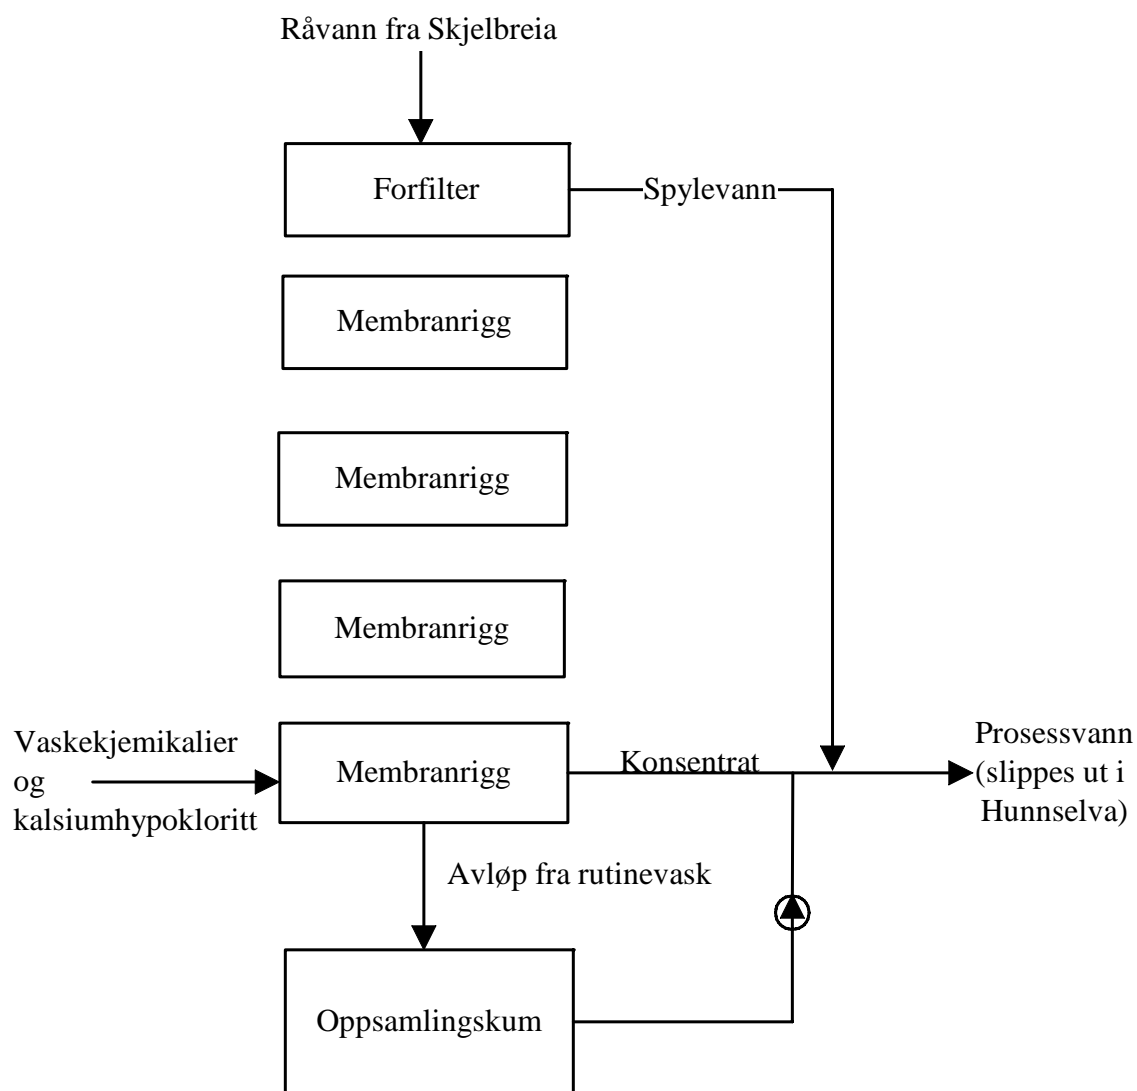 Råvann fra Skjelbreia
Forfilter
Spylevann
Membranrigg
Membranrigg
Membranrigg
Vaskekjemikalier
og
kalsiumhypokloritt
Membranrigg
Konsentrat
Prosessvann
(slippes ut i
Hunnselva)
Avløp fra rutinevask
Oppsamlingskum